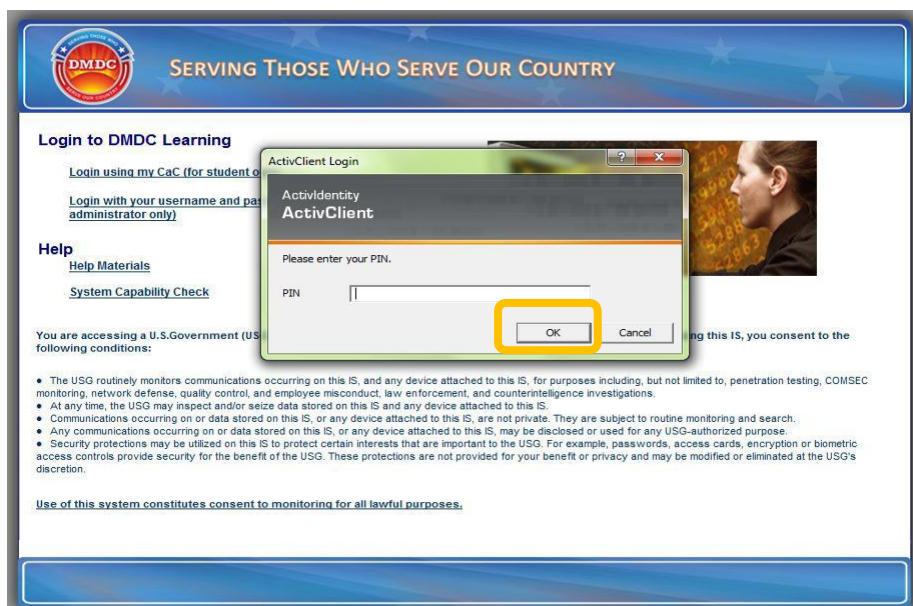 DMDC
SERVING THOSE WHO SERVE OUR COUNTRY
Login to DMDC Learning
Login using my CaC (for student o
Login with your username and pas
administrator only)
Help
Help Materials
System Capability Check
ActivClient Login
ActivIdentity
ActivClient
Please enter your PIN.
PIN
OK Cancel
You are accessing a U.S.Government (US ng this IS, you consent to the
following conditions:
• The USG routinely monitors communications occurring on this IS, and any device attached to this IS, for purposes including, but not limited to, penetration testing, COMSEC
monitoring, network defense, quality control, and employee misconduct, law enforcement, and counterintelligence investigations.
• At any time, the USG may inspect and/or seize data stored on this IS and any device attached to this IS.
• Communications occurring on or data stored on this IS, or any device attached to this IS, are not private. They are subject to routine monitoring and search.
• Any communications occurring on or data stored on this IS, or any device attached to this IS, may be disclosed or used for any USG-authorized purpose.
• Security protections may be utilized on this IS to protect certain interests that are important to the USG. For example, passwords, access cards, encryption or biometric
access controls provide security for the benefit of the USG. These protections are not provided for your benefit or privacy and may be modified or eliminated at the USG's
discretion.
Use of this system constitutes consent to monitoring for all lawful purposes.